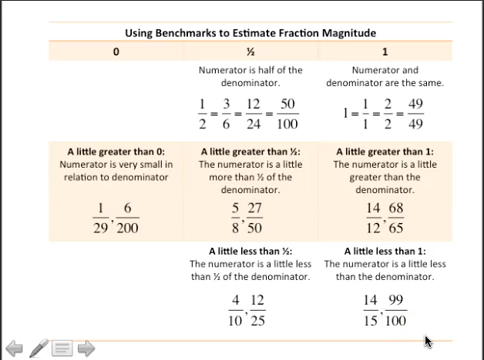 Using Benchmarks to Estimate Fraction Magnitude
0 ½ 1
Numerator is half of the
denominator.
1/2 = 3/6 = 12/24 = 50/100
Numerator and
denominator are the same.
1 = 1/1 = 2/2 = 49/49
A little greater than 0:
Numerator is very small in
relation to denominator
1/29, 6/200
A little greater than ½:
The numerator is a little
more than ½ of the
denominator.
5/8, 27/50
A little greater than 1:
The numerator is a little
greater than the
denominator.
14/12, 68/65
A little less than ½:
The numerator is a little less
than ½ of the denominator.
4/10, 12/25
A little less than 1:
The numerator is a little less
than the denominator.
14/15, 99/100